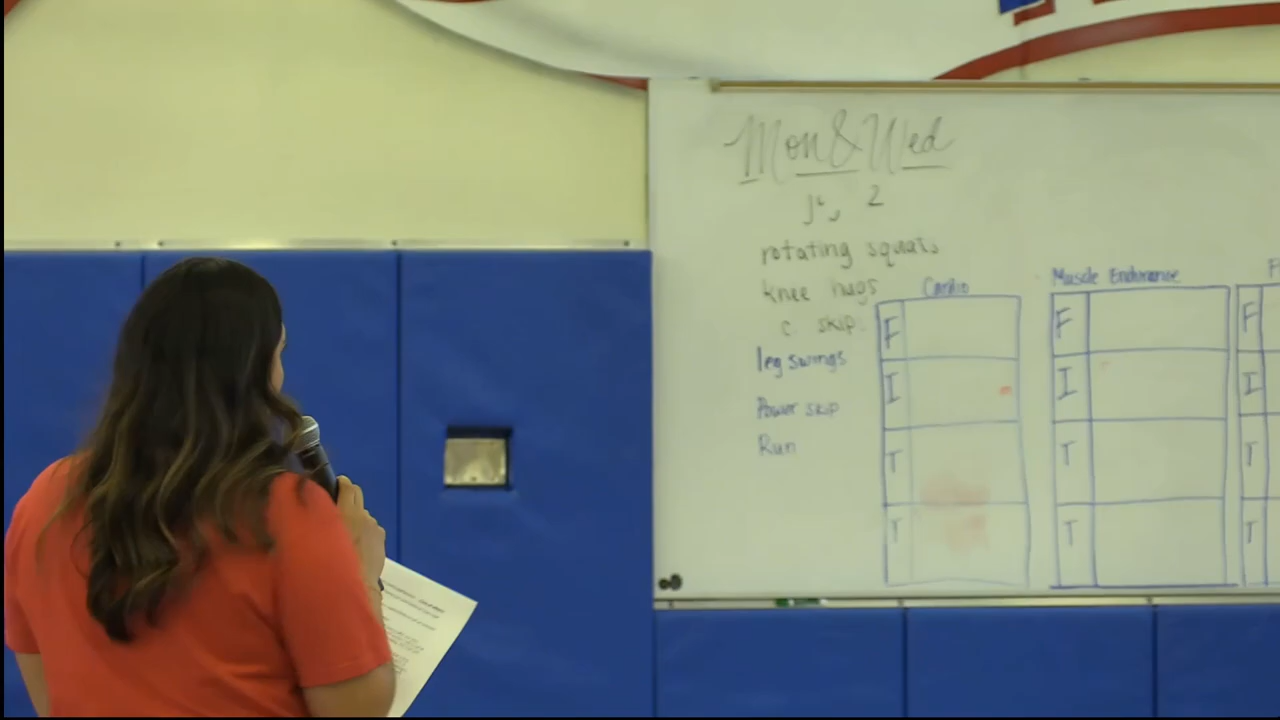 Mon & Wed
2
rotating squats
knee hugs
c skip
leg swings
Power skip
Run
Cardio
F
I
T
T
Muscle Endurance
F
I
T
T
F
F
I
T
T